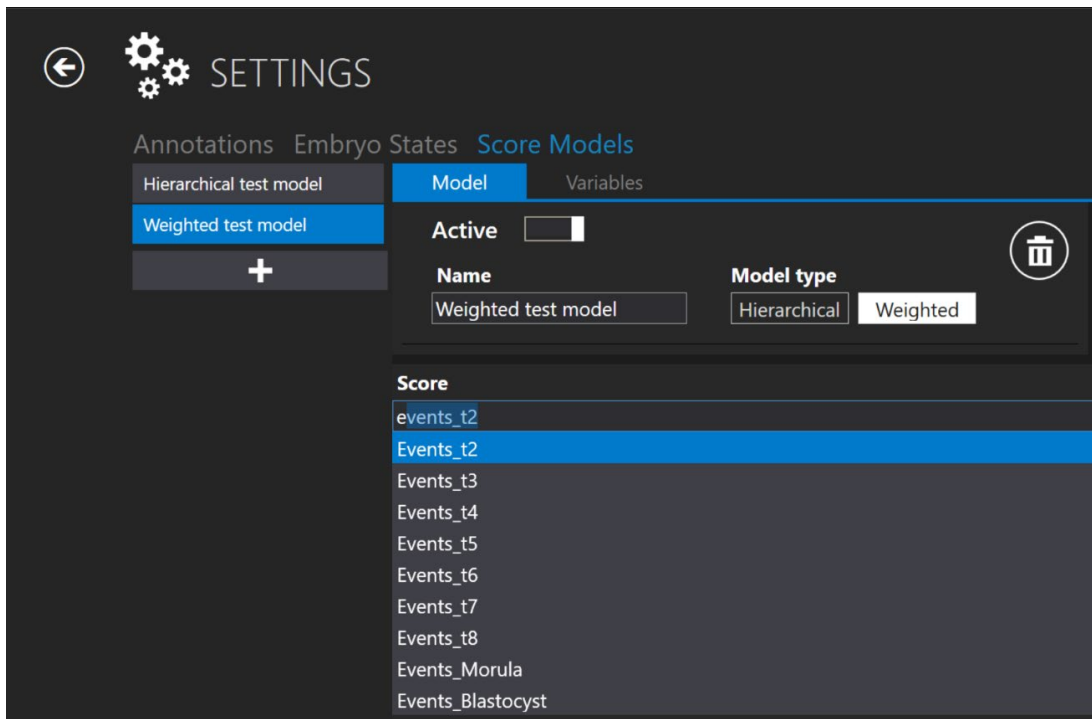 SETTINGS
Annotations Embryo States Score Models
Hierarchical test model
Weighted test model
Model Variables
Active
Name Model type
Weighted test model Hierarchical Weighted
Score
events_t2
Events_t2
Events_t3
Events_t4
Events_t5
Events_t6
Events_t7
Events_t8
Events_Morula
Events_Blastocyst